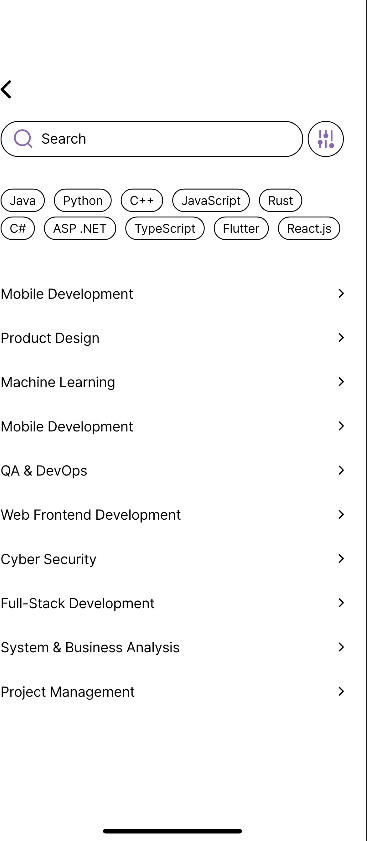 Search
Java Python C++ JavaScript Rust
C# ASP .NET TypeScript Flutter React.js
Mobile Development
Product Design
Machine Learning
Mobile Development
QA & DevOps
Web Frontend Development
Cyber Security
Full-Stack Development
System & Business Analysis
Project Management